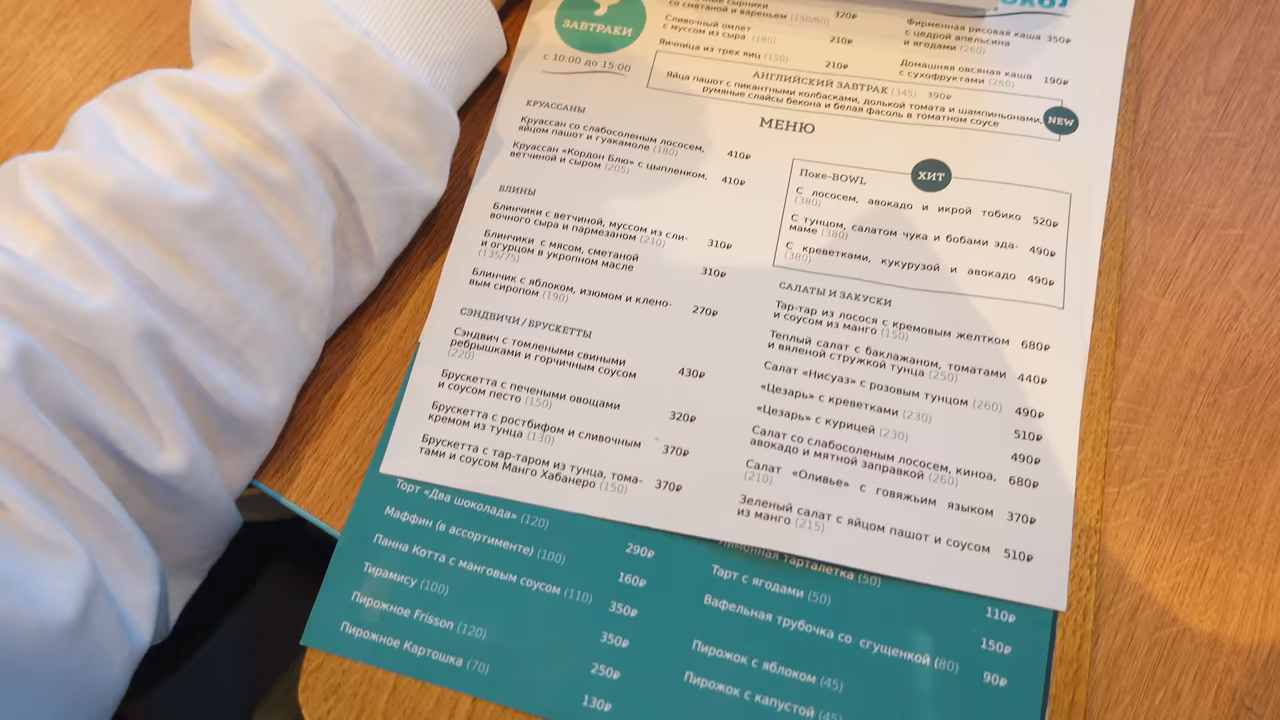 ЗАВТРАКИ
с 10:00 до 15:00
сырники
со сметаной и вареньем (150/60) 320₽
Сливочный омлет
с муссом из сыра (180) 210₽
Яичница из трех яиц (150) 210₽
Фирменная рисовая каша 350₽
с цедрой апельсина
и ягодами (260)
Домашняя овсяная каша 190₽
с сухофруктами (260)
АНГЛИЙСКИЙ ЗАВТРАК (345) 390₽
Яйца пашот с пикантными колбасками, долькой томата и шампиньонами,
румяные слайсы бекона и белая фасоль в томатном соусе
NEW
МЕНЮ
КРУАССАНЫ
Круассан со слабосоленым лососем,
яйцом пашот и гуакамоле (180) 410₽
Круассан «Кордон Блю» с цыпленком,
ветчиной и сыром (205) 410₽
БЛИНЫ
Блинчики с ветчиной, муссом из сли-
вочного сыра и пармезаном (210) 310₽
Блинчики с мясом, сметаной
и огурцом в укропном масле 310₽
(135/75)
Блинчик с яблоком, изюмом и клено-
вым сиропом (190) 270₽
СЭНДВИЧИ / БРУСКЕТТЫ
Сэндвич с томлеными свиными
ребрышками и горчичным соусом 430₽
(220)
Брускетта с печеными овощами
и соусом песто (150) 320₽
Брускетта с ростбифом и сливочным
кремом из тунца (130) 370₽
Брускетта с тар-таром из тунца, тома-
тами и соусом Манго Хабанеро (150) 370₽
ХИТ
Поке-BOWL
С лососем, авокадо и икрой тобико 520₽
(380)
С тунцом, салатом чука и бобами эда-
маме (380) 490₽
С креветками, кукурузой и авокадо 490₽
(380)
САЛАТЫ И ЗАКУСКИ
Тар-тар из лосося с кремовым желтком
и соусом из манго (150) 680₽
Теплый салат с баклажаном, томатами
и вяленой стружкой тунца (250) 440₽
Салат «Нисуаз» с розовым тунцом (260) 490₽
«Цезарь» с креветками (230) 510₽
«Цезарь» с курицей (230) 490₽
Салат со слабосоленым лососем, киноа,
авокадо и мятной заправкой (260) 680₽
Салат «Оливье» с говяжьим языком 370₽
(210)
Зеленый салат с яйцом пашот и соусом
из манго (215) 510₽
Торт «Два шоколада» (120) 290₽
Маффин (в ассортименте) (100) 160₽
Панна Котта с манговым соусом (110) 350₽
Тирамису (100) 350₽
Пирожное Frisson (120) 250₽
Пирожное Картошка (70) 130₽
Лимонная тарталетка (50) 110₽
Тарт с ягодами (50) 150₽
Вафельная трубочка со сгущенкой (80) 90₽
Пирожок с яблоком (45)
Пирожок с капустой (45)